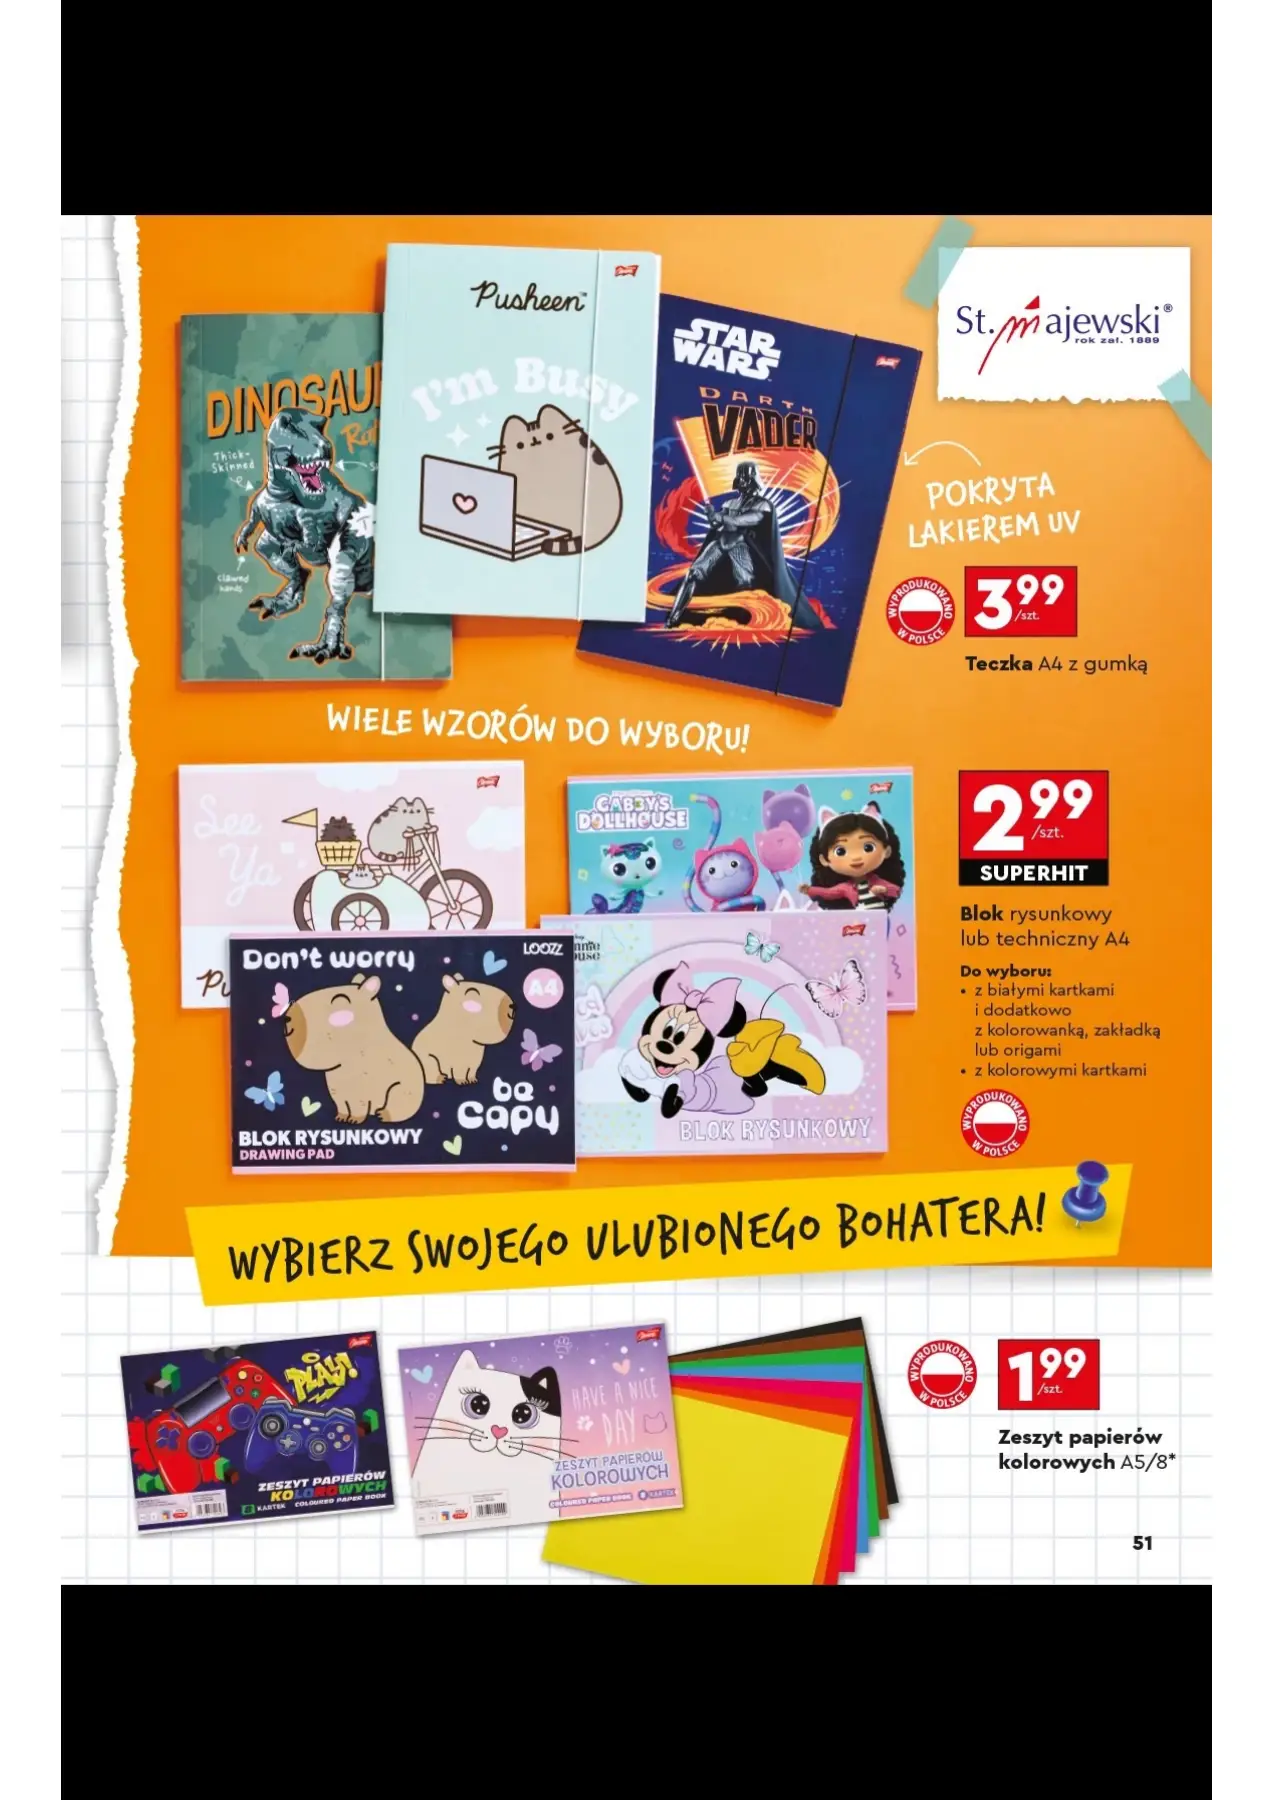 Pusheen™
I'm Busy
DINOSAU
Thick-
Skinned
clawed
hands
STAR
WARS
DARTH
VADER
St. Majewski®
rok zał. 1889
POKRYTA
LAKIEREM UV
WYPRODUKOWANO
W POLSCE
3 99
/szt.
Teczka A4 z gumką
WIELE WZORÓW DO WYBORU!
See
Ya
Pu
GABBY'S
DOLLHOUSE
Don't worry
LOOZZ
A4
be
Capy
BLOK RYSUNKOWY
DRAWING PAD
BLOK RYSUNKOWY
2 99
/szt.
SUPERHIT
Blok rysunkowy
lub techniczny A4
Do wyboru:
• z białymi kartkami
i dodatkowo
z kolorowanką, zakładką
lub origami
• z kolorowymi kartkami
WYPRODUKOWANO
W POLSCE
WYBIERZ SWOJEGO ULUBIONEGO BOHATERA!
PLAY!
ZESZYT PAPIERÓW
KOLOROWYCH
8 KARTEK COLOURED PAPER BOOK
HAVE A NICE
DAY
ZESZYT PAPIERÓW
KOLOROWYCH
COLOURED PAPER BOOK 8 KARTEK
WYPRODUKOWANO
W POLSCE
1 99
/szt.
Zeszyt papierów
kolorowych A5/8*
51